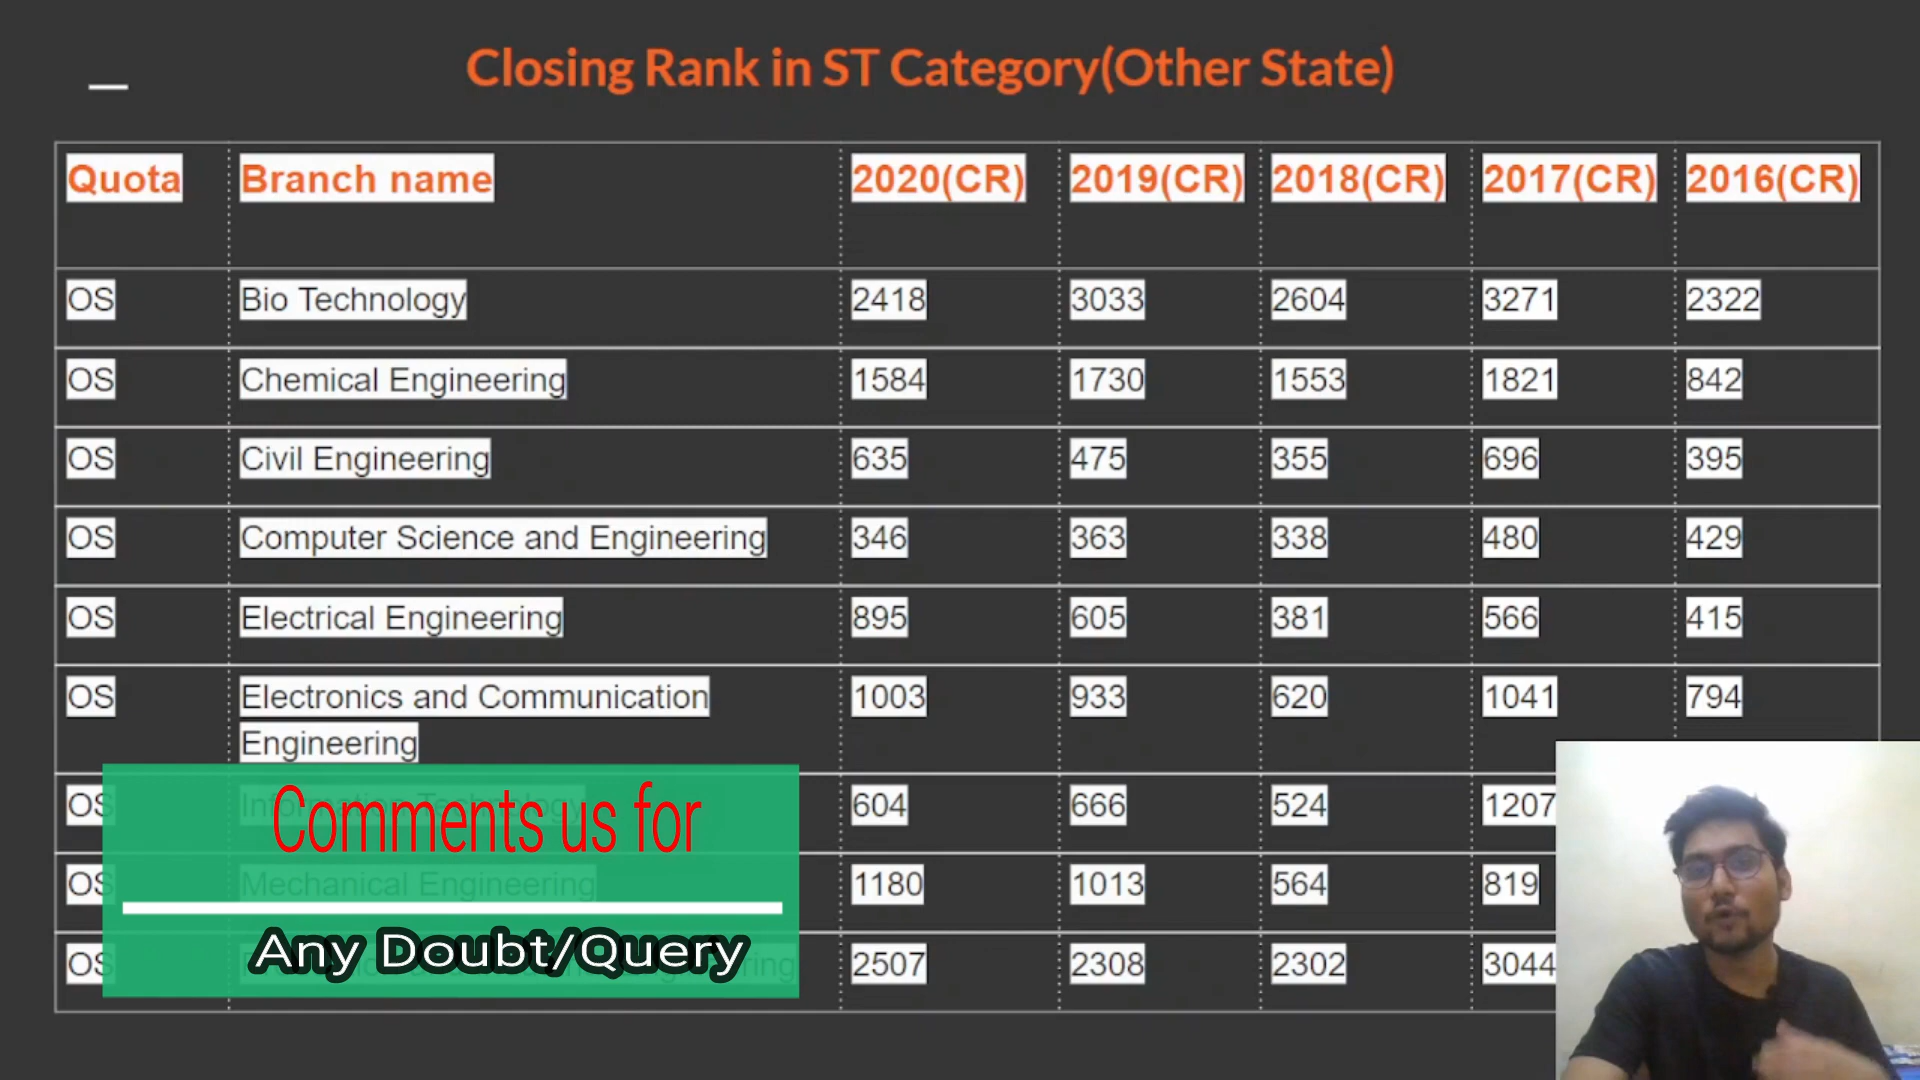 Closing Rank in ST Category(Other State)
Quota Branch name 2020(CR) 2019(CR) 2018(CR) 2017(CR) 2016(CR)
OS Bio Technology 2418 3033 2604 3271 2322
OS Chemical Engineering 1584 1730 1553 1821 842
OS Civil Engineering 635 475 355 696 395
OS Computer Science and Engineering 346 363 338 480 429
OS Electrical Engineering 895 605 381 566 415
OS Electronics and Communication 1003 933 620 1041 794
Engineering
OS Information Technology 604 666 524 1207
Comments us for
OS Mechanical Engineering 1180 1013 564 819
Any Doubt/Query
OS 2507 2308 2302 3044